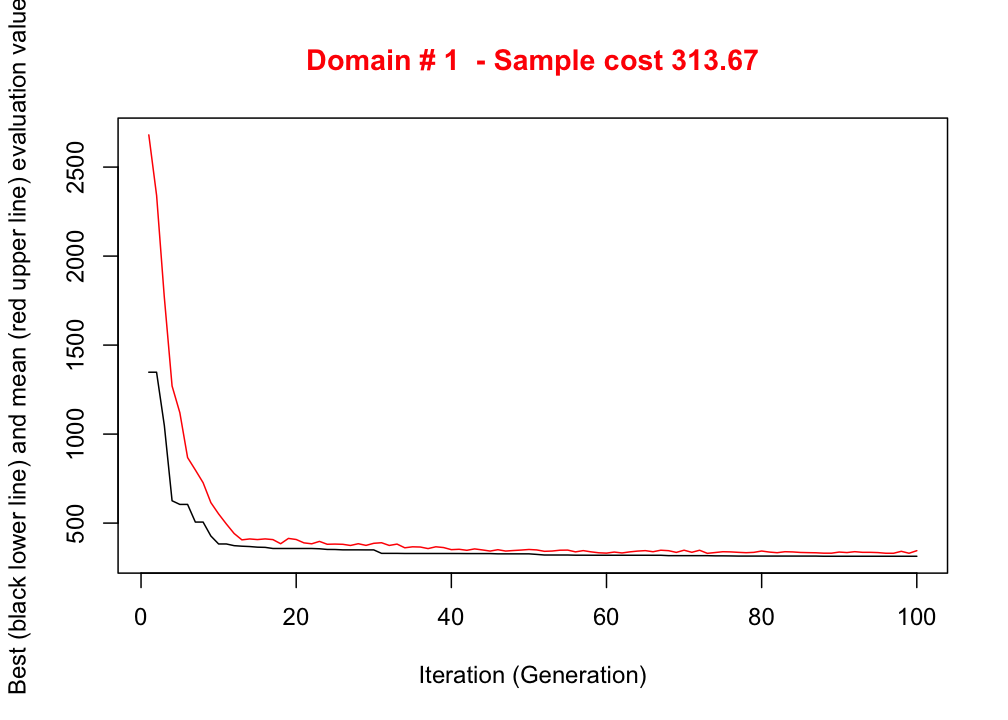 Domain # 1  - Sample cost 313.67
Best (black lower line) and mean (red upper line) evaluation value
2500
2000
1500
1000
500
0 20 40 60 80 100
Iteration (Generation)